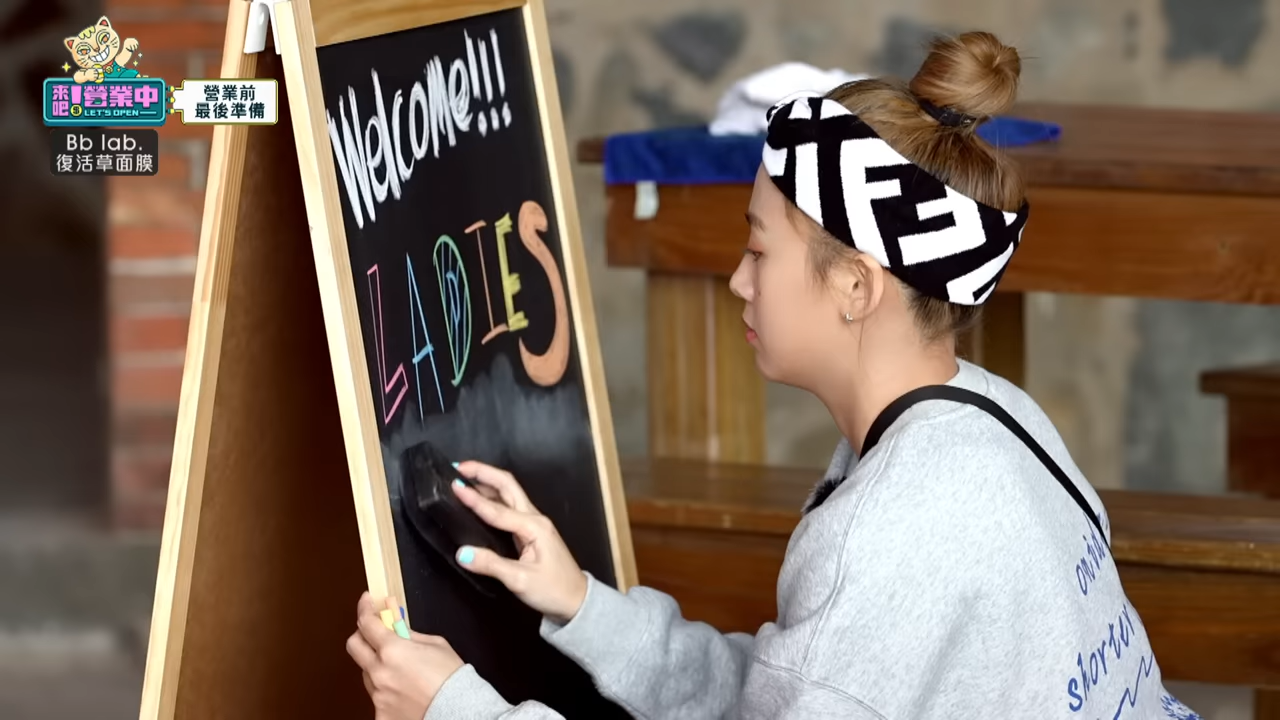 來吧!營業中
LET'S OPEN
營業前
最後準備
Bb lab.
復活草面膜
Welcome!!!
LADIES
shorter